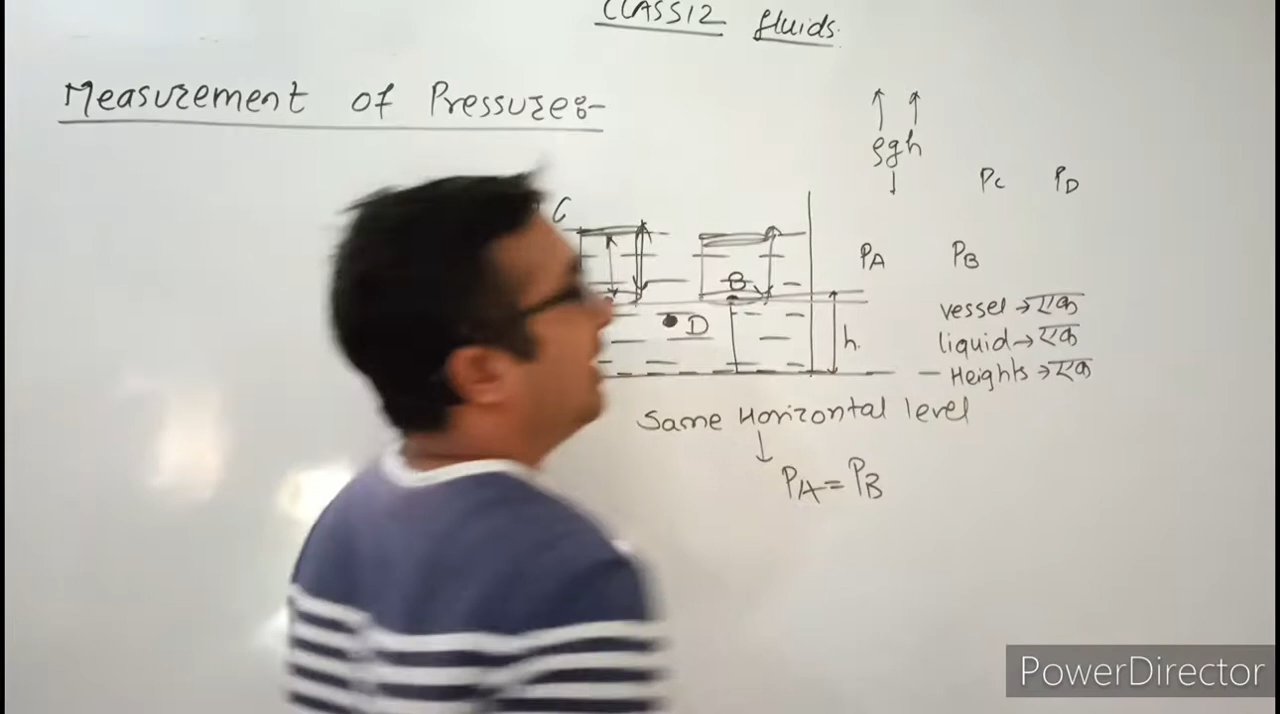 CLASS12 fluids.
Measurement of Pressure:-
ρgh
PC PD
C
PA PB
B
vessel → एक
D
liquid → एक
h.
Heights → एक
Same Horizontal level
PA = PB
PowerDirector